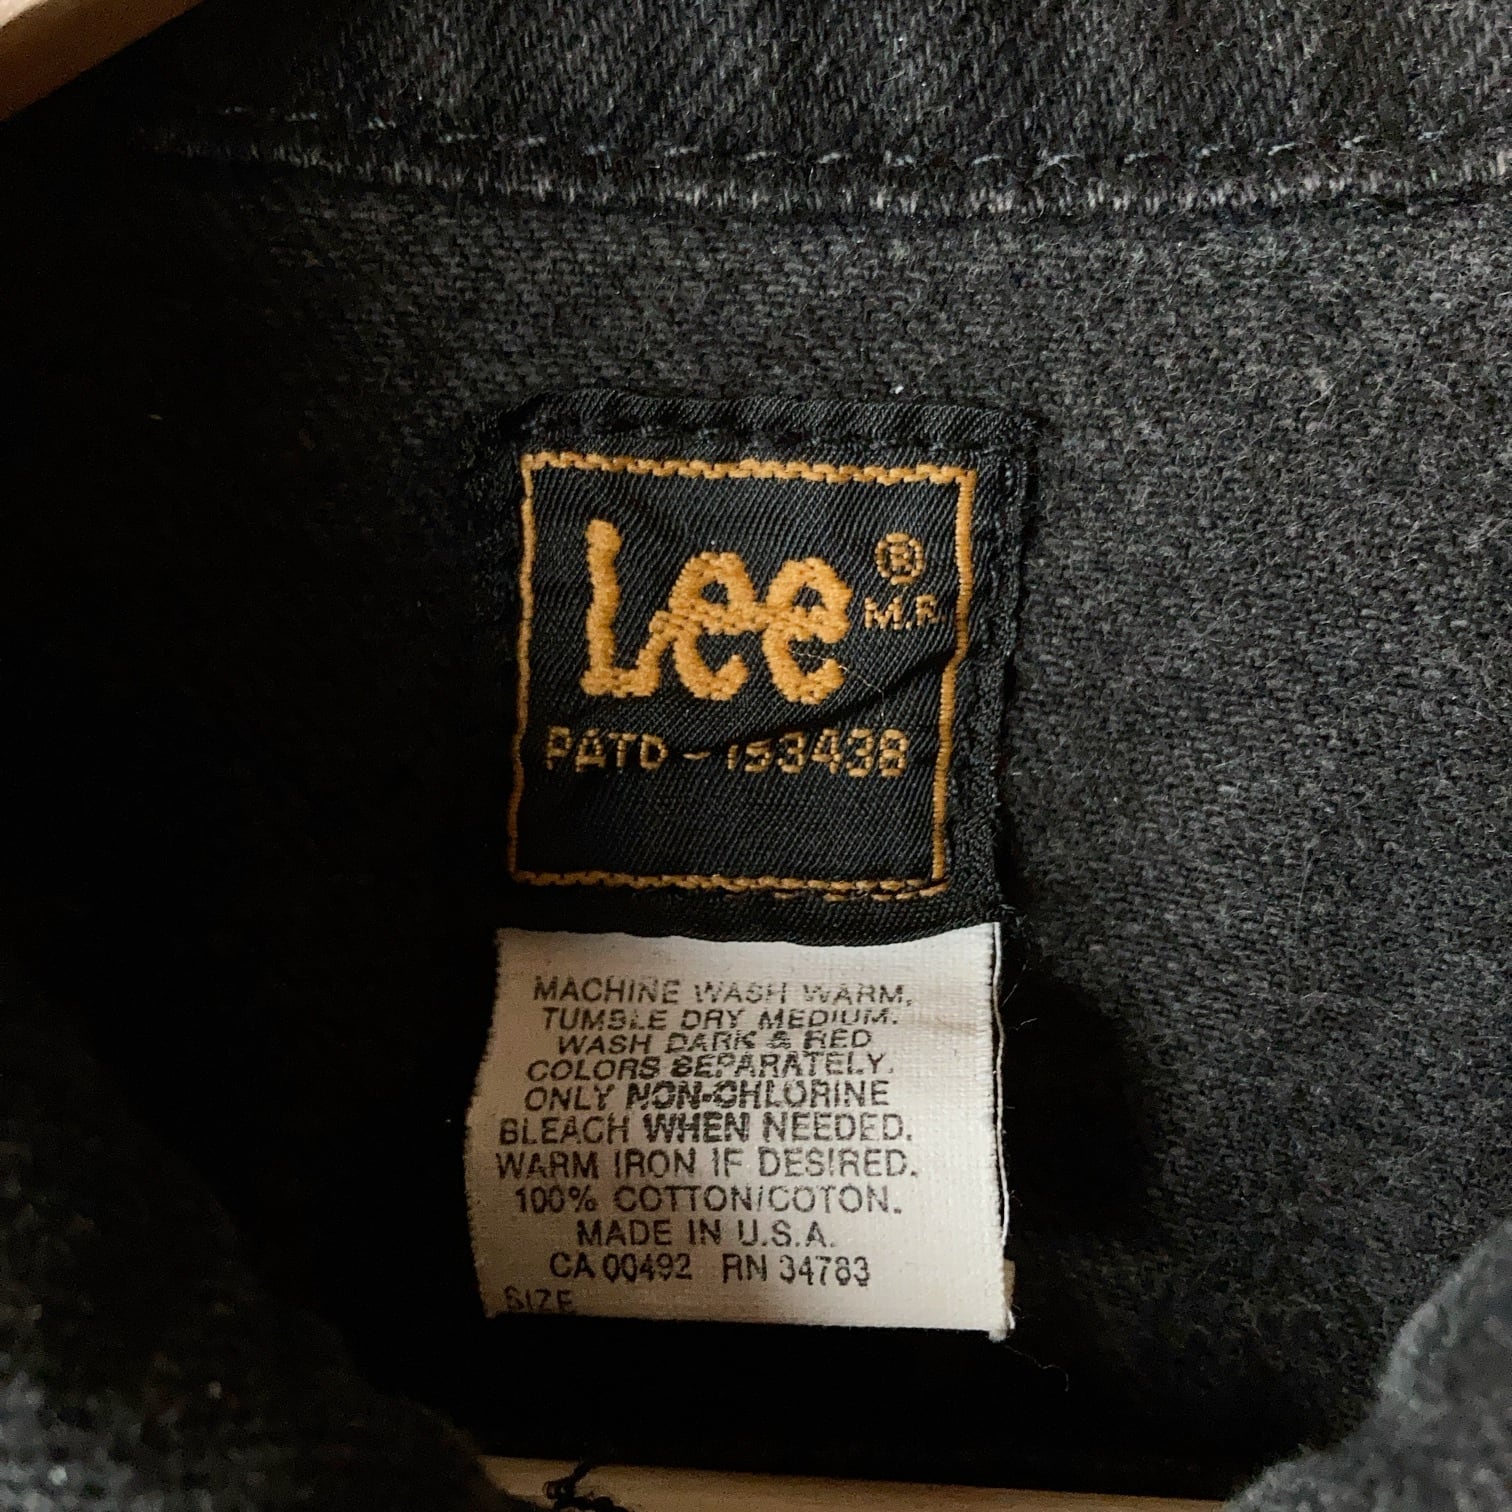 Lee ®
M.R.
PATD-153438
MACHINE WASH WARM,
TUMBLE DRY MEDIUM.
WASH DARK & RED
COLORS SEPARATELY.
ONLY NON-CHLORINE
BLEACH WHEN NEEDED.
WARM IRON IF DESIRED.
100% COTTON/COTON.
MADE IN U.S.A.
CA 00492 RN 34783
SIZE